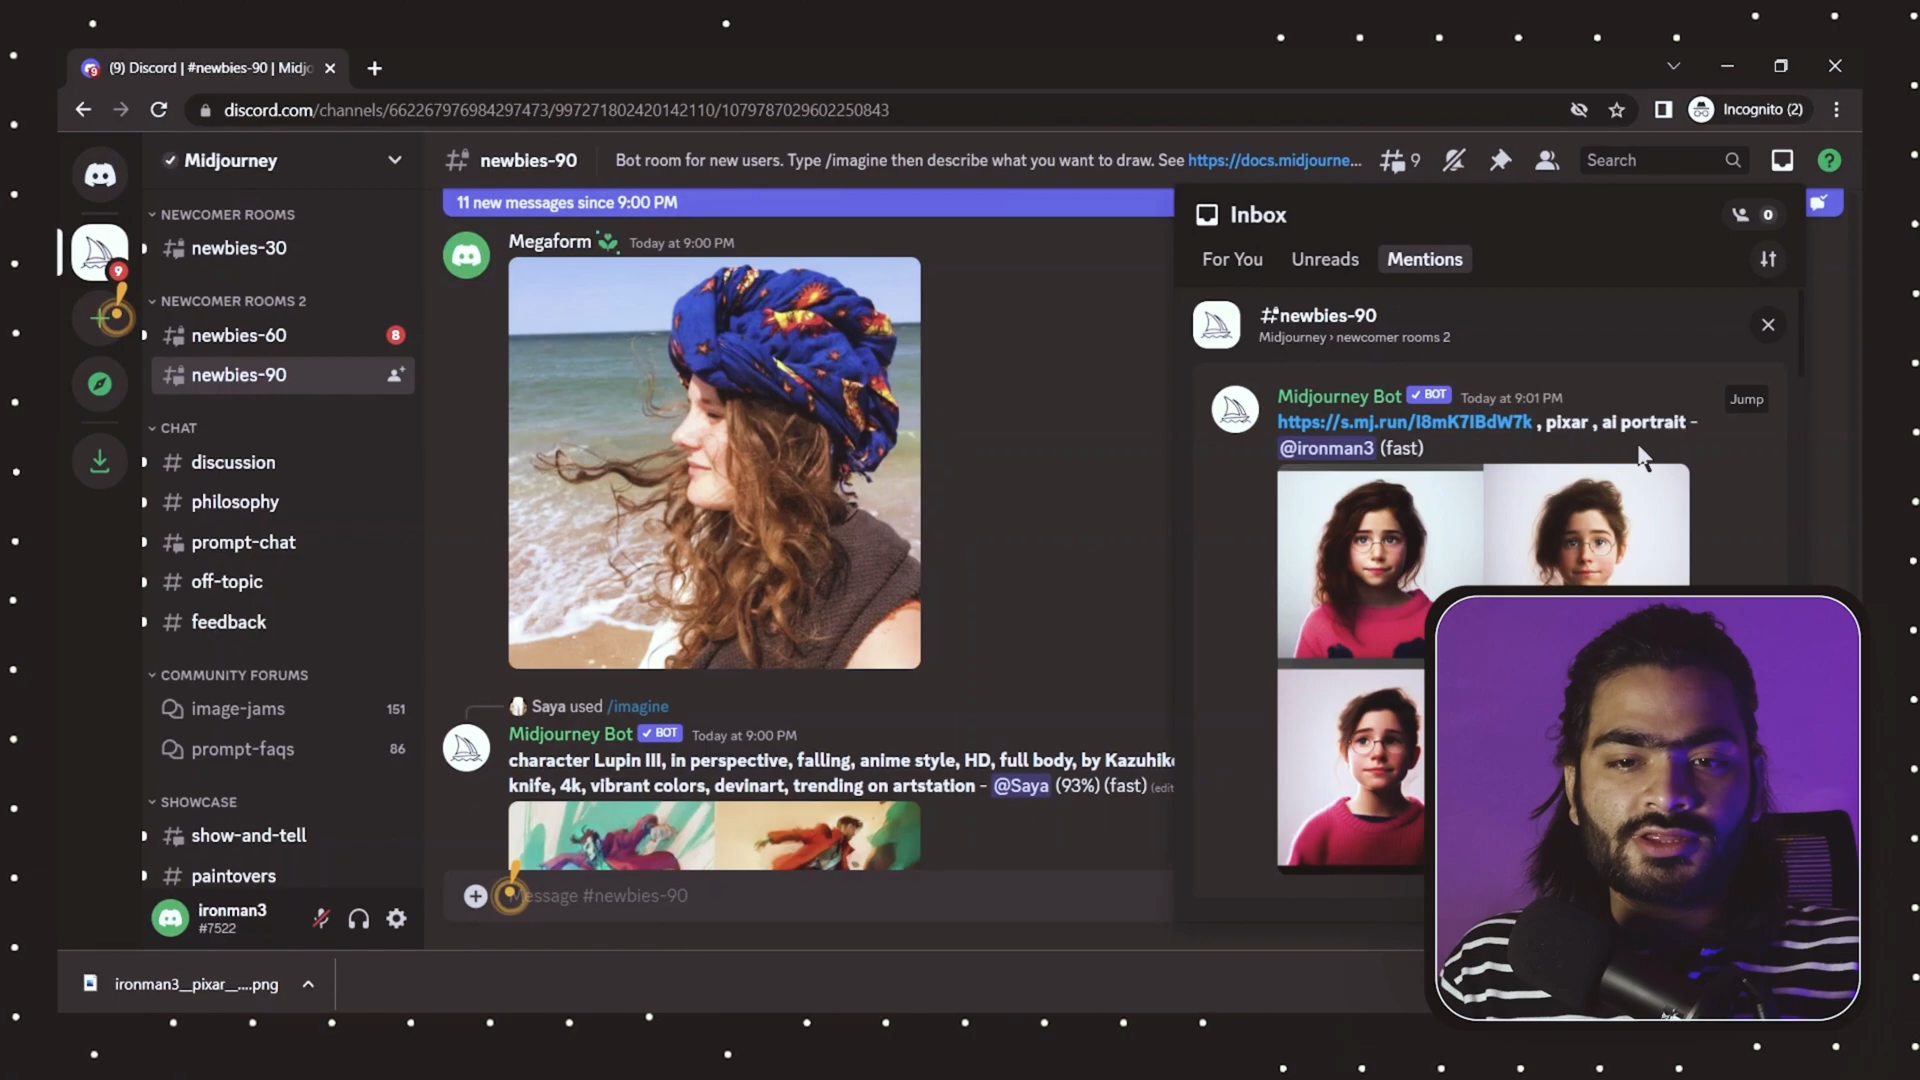 (9) Discord | #newbies-90 | Midjo
discord.com/channels/662267976984297473/997271802420142110/1079787029602250843
Incognito (2)
Midjourney
newbies-90
Bot room for new users. Type /imagine then describe what you want to draw. See https://docs.midjourne...
9
Search
NEWCOMER ROOMS
newbies-30
9
NEWCOMER ROOMS 2
newbies-60
8
newbies-90
CHAT
discussion
philosophy
prompt-chat
off-topic
feedback
COMMUNITY FORUMS
image-jams
151
prompt-faqs
86
SHOWCASE
show-and-tell
paintovers
ironman3
#7522
11 new messages since 9:00 PM
Megaform
Today at 9:00 PM
Saya used /imagine
Midjourney Bot
BOT
Today at 9:00 PM
character Lupin III, in perspective, falling, anime style, HD, full body, by Kazuhik
knife, 4k, vibrant colors, devinart, trending on artstation - @Saya (93%) (fast) (edit
Message #newbies-90
Inbox
0
For You
Unreads
Mentions
#newbies-90
Midjourney › newcomer rooms 2
Midjourney Bot
BOT
Today at 9:01 PM
Jump
https://s.mj.run/I8mK7IBdW7k , pixar , ai portrait -
@ironman3 (fast)
ironman3__pixar__....png